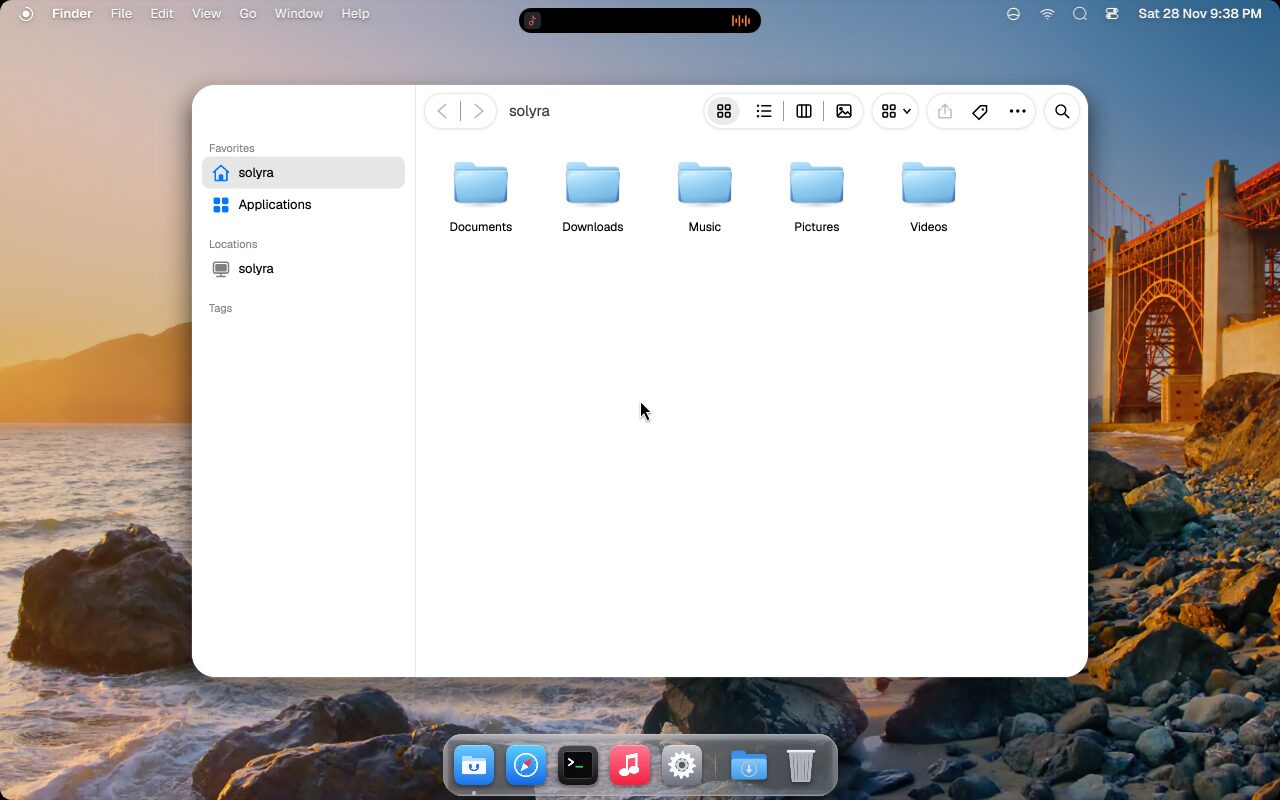 Finder File Edit View Go Window Help
Sat 28 Nov 9:38 PM
solyra
Favorites
solyra
Applications
Locations
solyra
Tags
Documents Downloads Music Pictures Videos